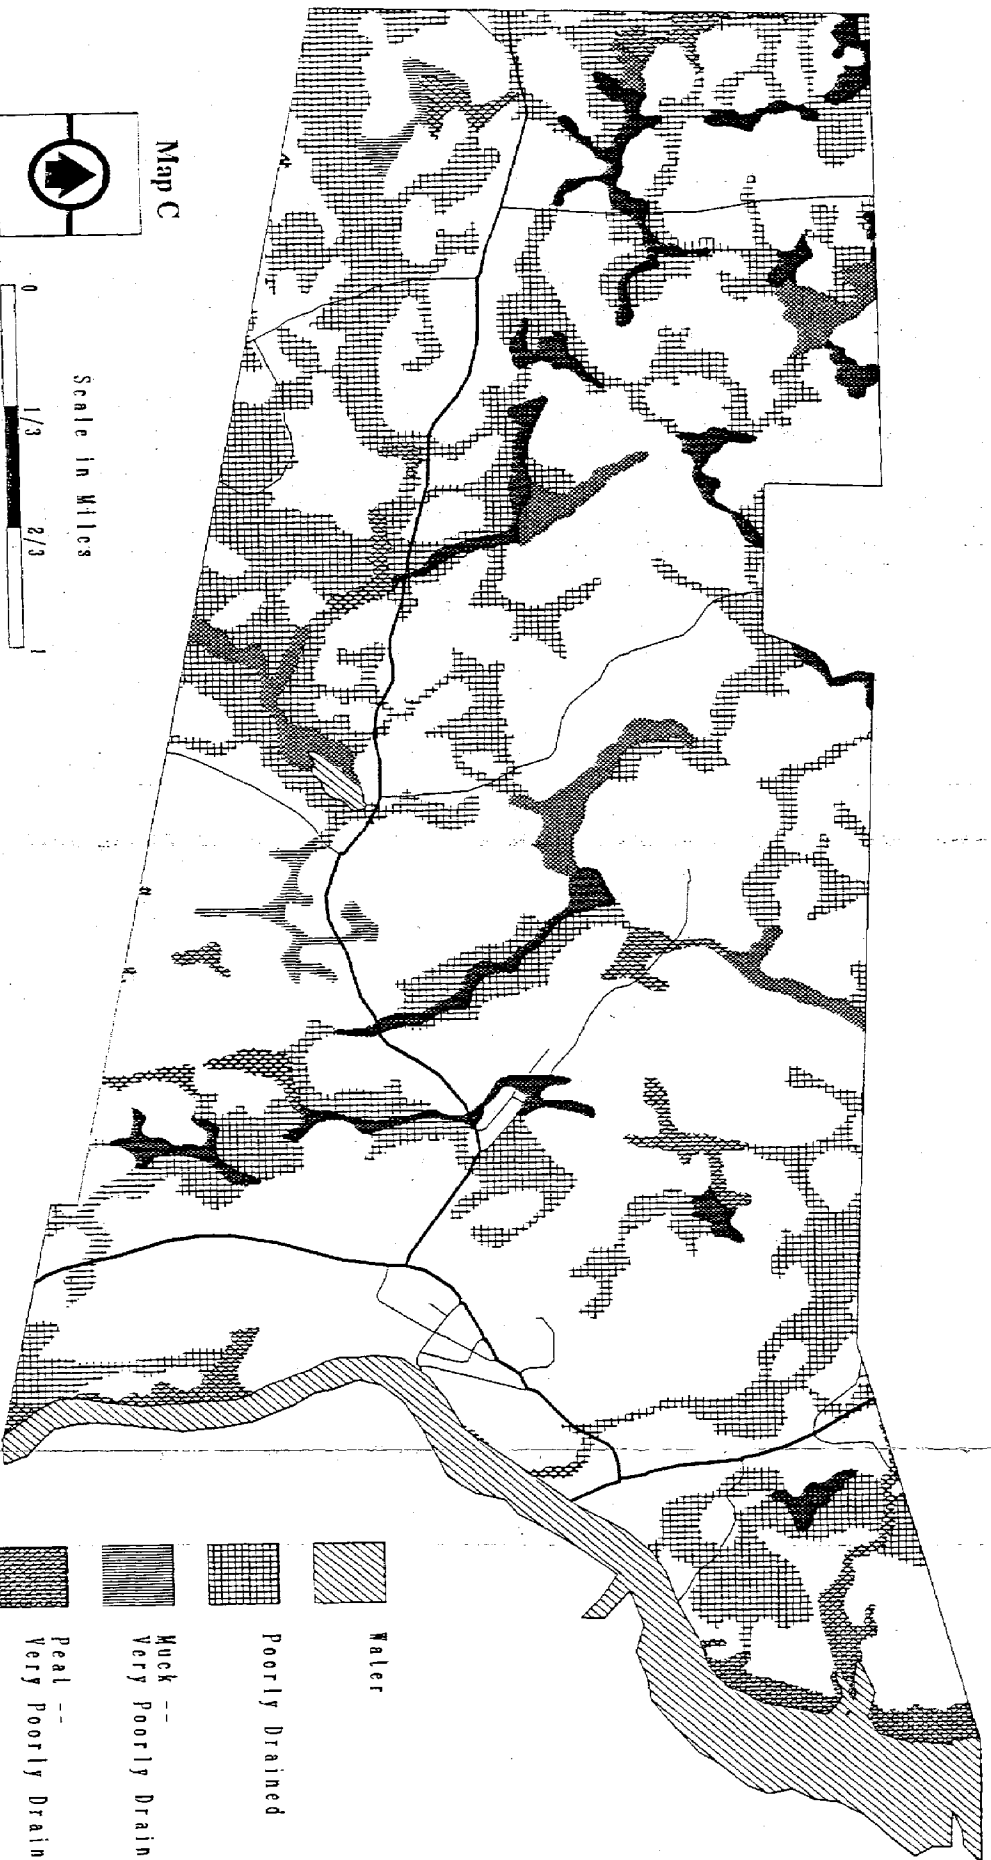 Map C
Scale in Miles
0 1/3 2/3 1
Water
Poorly Drained
Muck --
Very Poorly Drain
Peat --
Very Poorly Drain